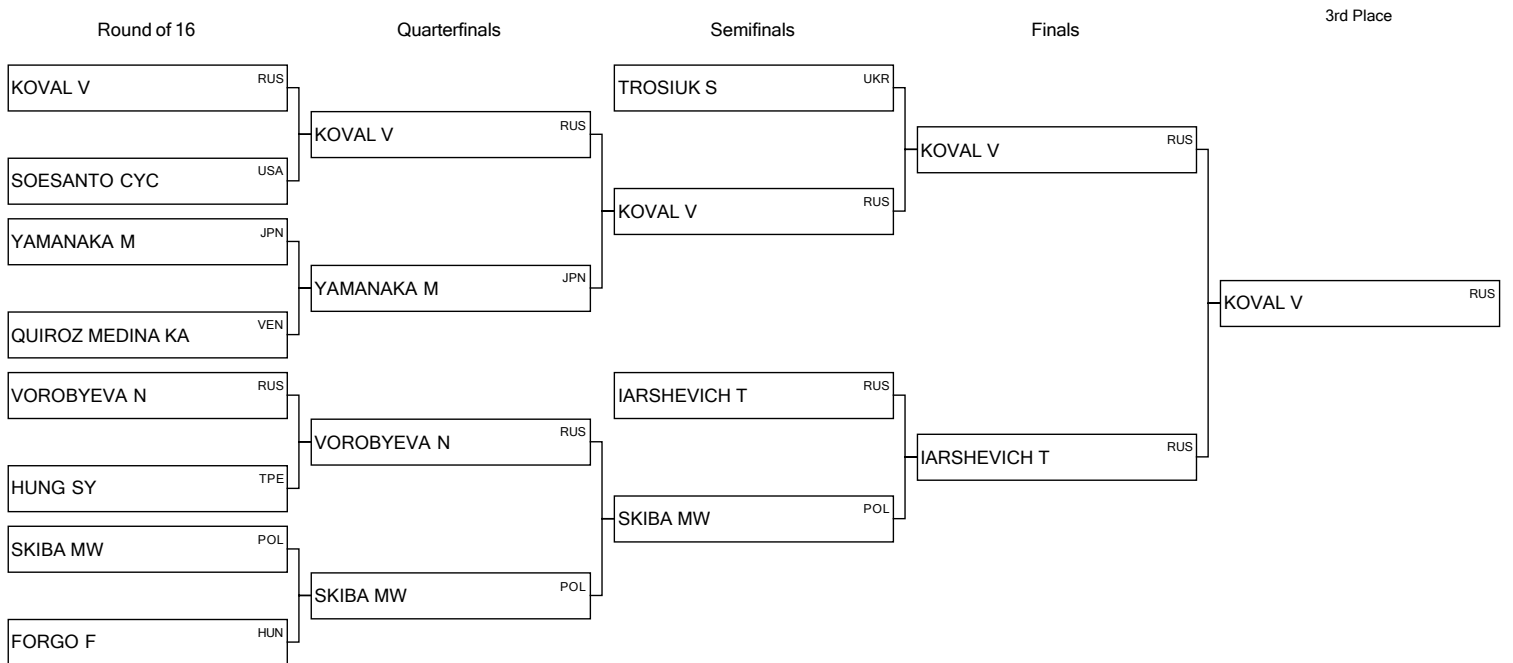 3rd Place
Round of 16
Quarterfinals
Semifinals
Finals
KOVAL V RUS
SOESANTO CYC USA
YAMANAKA M JPN
QUIROZ MEDINA KA VEN
VOROBYEVA N RUS
HUNG SY TPE
SKIBA MW POL
FORGO F HUN
KOVAL V RUS
YAMANAKA M JPN
VOROBYEVA N RUS
SKIBA MW POL
TROSIUK S UKR
KOVAL V RUS
IARSHEVICH T RUS
SKIBA MW POL
KOVAL V RUS
IARSHEVICH T RUS
KOVAL V RUS